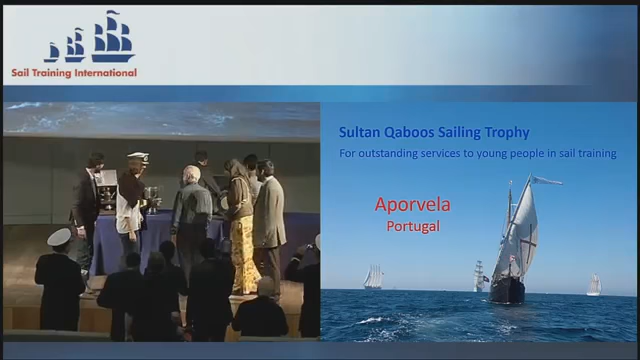 Sail Training International
Sultan Qaboos Sailing Trophy
For outstanding services to young people in sail training
Aporvela
Portugal